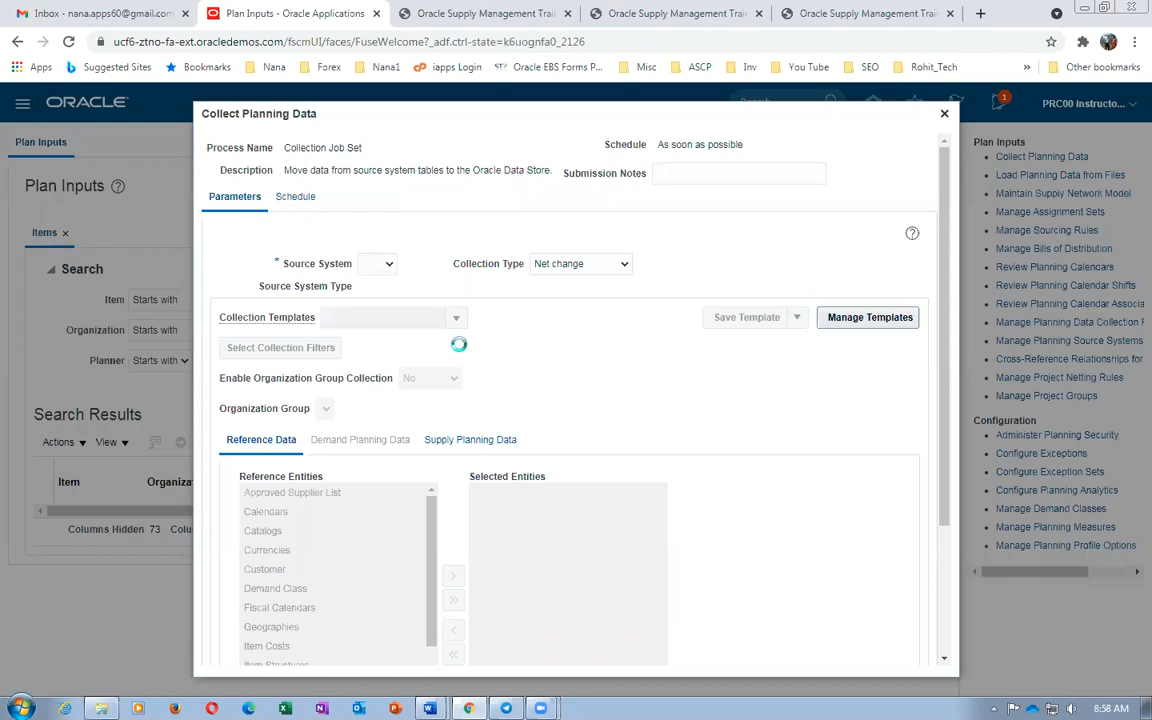 Inbox - nana.apps60@gmail.com
Plan Inputs - Oracle Applications
Oracle Supply Management Trai
Oracle Supply Management Trai
Oracle Supply Management Trai
ucf6-ztno-fa-ext.oracledemos.com/fscmUI/faces/FuseWelcome?_adf.ctrl-state=k6uognfa0_2126
Apps
Suggested Sites
Bookmarks
Nana
Forex
Nana1
iapps Login
Oracle EBS Forms P...
Misc
ASCP
Inv
You Tube
SEO
Rohit_Tech
Other bookmarks
ORACLE
1
PRC00 Instructo...
Plan Inputs
Plan Inputs
Items
Search
Item Starts with
Organization Starts with
Planner Starts with
Search Results
Actions View
Item Organiza
Columns Hidden 73 Colu
Collect Planning Data
Process Name Collection Job Set
Schedule As soon as possible
Description Move data from source system tables to the Oracle Data Store.
Submission Notes
Parameters Schedule
* Source System
Collection Type Net change
Source System Type
Collection Templates
Save Template
Manage Templates
Select Collection Filters
Enable Organization Group Collection No
Organization Group
Reference Data Demand Planning Data Supply Planning Data
Reference Entities
Selected Entities
Approved Supplier List
Calendars
Catalogs
Currencies
Customer
Demand Class
Fiscal Calendars
Geographies
Item Costs
Item Structures
Plan Inputs
Collect Planning Data
Load Planning Data from Files
Maintain Supply Network Model
Manage Assignment Sets
Manage Sourcing Rules
Manage Bills of Distribution
Review Planning Calendars
Review Planning Calendar Shifts
Review Planning Calendar Associa
Manage Planning Data Collection F
Manage Planning Source Systems
Cross-Reference Relationships for
Manage Project Netting Rules
Manage Project Groups
Configuration
Administer Planning Security
Configure Exceptions
Configure Exception Sets
Configure Planning Analytics
Manage Demand Classes
Manage Planning Measures
Manage Planning Profile Options
8:58 AM